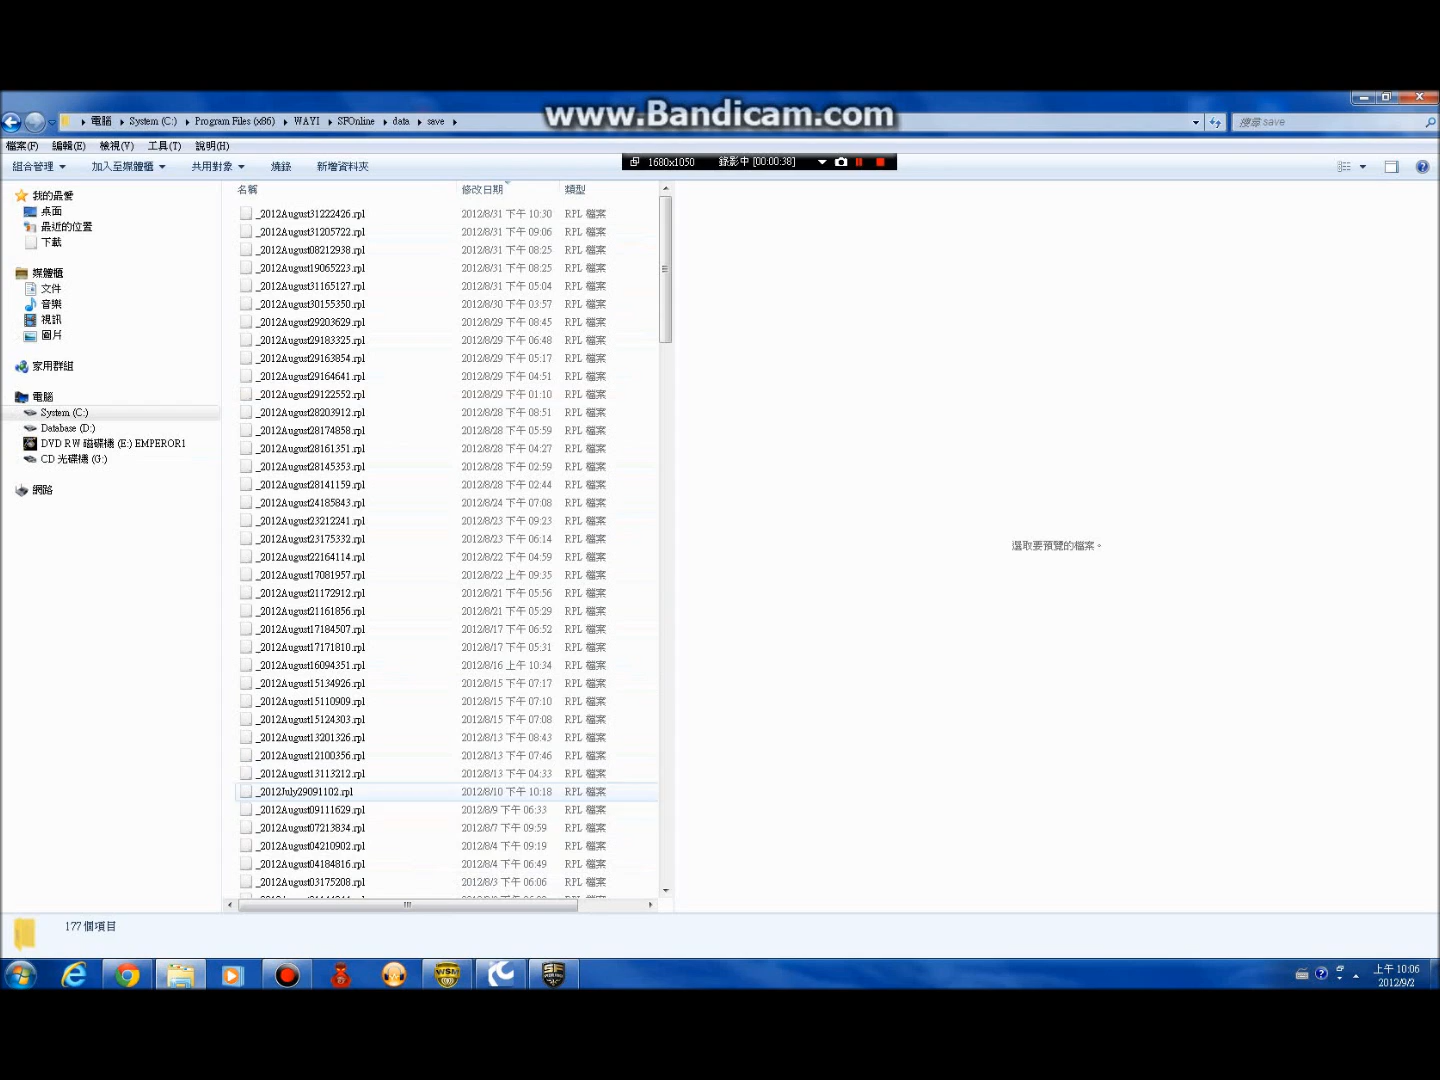 www.Bandicam.com
電腦 System (C:) Program Files (x86) WAYI SFOnline data save
搜尋 save
檔案(F) 編輯(E) 檢視(V) 工具(T) 說明(H)
組合管理 加入至媒體櫃 共用對象 燒錄 新增資料夾
1680x1050 錄影中 [00:00:38]
名稱 修改日期 類型
我的最愛
桌面
最近的位置
下載
媒體櫃
文件
音樂
視訊
圖片
家用群組
電腦
System (C:)
Database (D:)
DVD RW 磁碟機 (E:) EMPEROR1
CD 光碟機 (G:)
網路
_2012August31222426.rpl 2012/8/31 下午 10:30 RPL 檔案
_2012August31205722.rpl 2012/8/31 下午 09:06 RPL 檔案
_2012August08212938.rpl 2012/8/31 下午 08:25 RPL 檔案
_2012August19065223.rpl 2012/8/31 下午 08:25 RPL 檔案
_2012August31165127.rpl 2012/8/31 下午 05:04 RPL 檔案
_2012August30155350.rpl 2012/8/30 下午 03:57 RPL 檔案
_2012August29203629.rpl 2012/8/29 下午 08:45 RPL 檔案
_2012August29183325.rpl 2012/8/29 下午 06:48 RPL 檔案
_2012August29163854.rpl 2012/8/29 下午 05:17 RPL 檔案
_2012August29164641.rpl 2012/8/29 下午 04:51 RPL 檔案
_2012August29122552.rpl 2012/8/29 下午 01:10 RPL 檔案
_2012August28203912.rpl 2012/8/28 下午 08:51 RPL 檔案
_2012August28174858.rpl 2012/8/28 下午 05:59 RPL 檔案
_2012August28161351.rpl 2012/8/28 下午 04:27 RPL 檔案
_2012August28145353.rpl 2012/8/28 下午 02:59 RPL 檔案
_2012August28141159.rpl 2012/8/28 下午 02:44 RPL 檔案
_2012August24185843.rpl 2012/8/24 下午 07:08 RPL 檔案
_2012August23212241.rpl 2012/8/23 下午 09:23 RPL 檔案
_2012August23175332.rpl 2012/8/23 下午 06:14 RPL 檔案
_2012August22164114.rpl 2012/8/22 下午 04:59 RPL 檔案
_2012August17081957.rpl 2012/8/22 上午 09:35 RPL 檔案
_2012August21172912.rpl 2012/8/21 下午 05:56 RPL 檔案
_2012August21161856.rpl 2012/8/21 下午 05:29 RPL 檔案
_2012August17184507.rpl 2012/8/17 下午 06:52 RPL 檔案
_2012August17171810.rpl 2012/8/17 下午 05:31 RPL 檔案
_2012August16094351.rpl 2012/8/16 上午 10:34 RPL 檔案
_2012August15134926.rpl 2012/8/15 下午 07:17 RPL 檔案
_2012August15110909.rpl 2012/8/15 下午 07:10 RPL 檔案
_2012August15124303.rpl 2012/8/15 下午 07:08 RPL 檔案
_2012August13201326.rpl 2012/8/13 下午 08:43 RPL 檔案
_2012August12100356.rpl 2012/8/13 下午 07:46 RPL 檔案
_2012August13113212.rpl 2012/8/13 下午 04:33 RPL 檔案
_2012July29091102.rpl 2012/8/10 下午 10:18 RPL 檔案
_2012August09111629.rpl 2012/8/9 下午 06:33 RPL 檔案
_2012August07213834.rpl 2012/8/7 下午 09:59 RPL 檔案
_2012August04210902.rpl 2012/8/4 下午 09:19 RPL 檔案
_2012August04184816.rpl 2012/8/4 下午 06:49 RPL 檔案
_2012August03175208.rpl 2012/8/3 下午 06:06 RPL 檔案
選取要預覽的檔案。
177 個項目
WSM
上午 10:06
2012/9/2